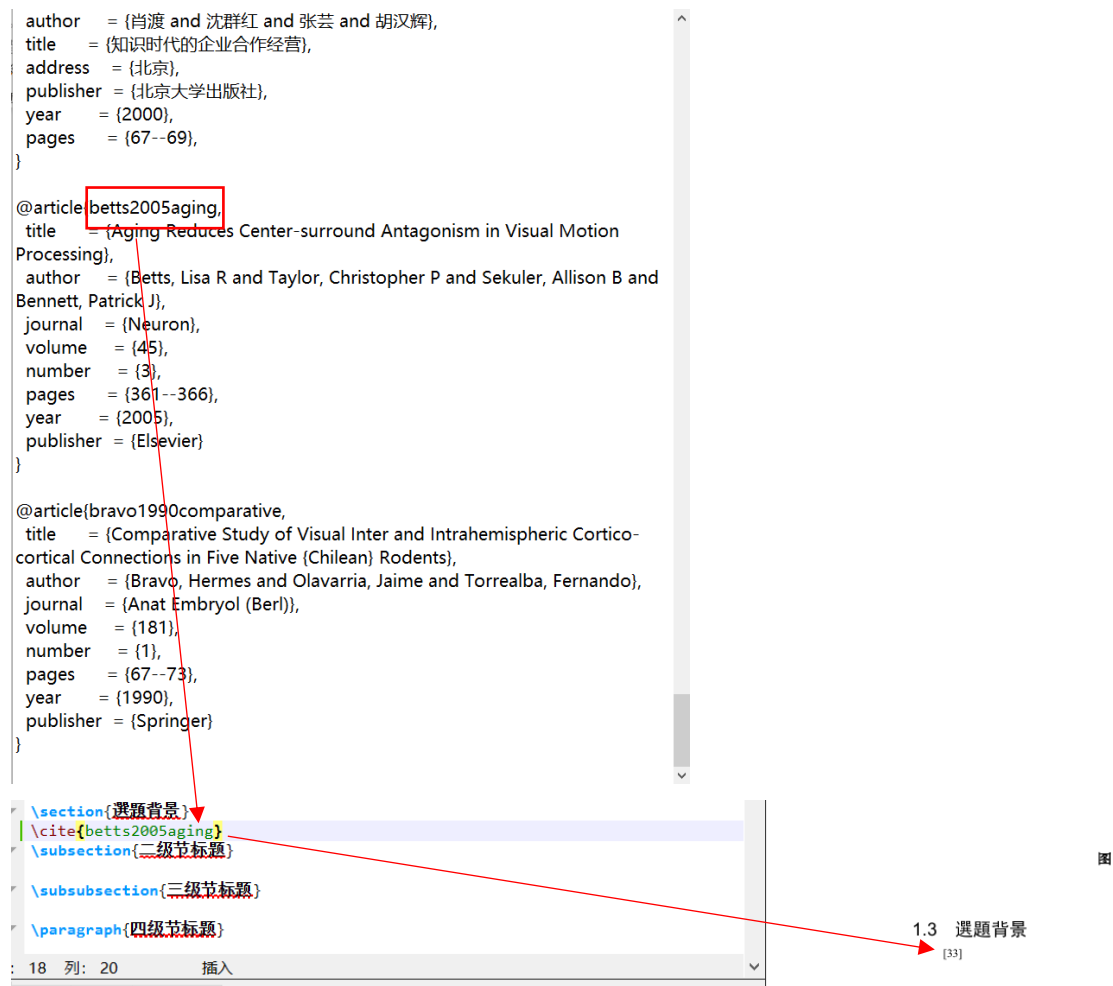 author = {肖渡 and 沈群红 and 张芸 and 胡汉辉},
title = {知识时代的企业合作经营},
address = {北京},
publisher = {北京大学出版社},
year = {2000},
pages = {67--69},
}
@article{betts2005aging,
title = {Aging Reduces Center-surround Antagonism in Visual Motion
Processing},
author = {Betts, Lisa R and Taylor, Christopher P and Sekuler, Allison B and
Bennett, Patrick J},
journal = {Neuron},
volume = {45},
number = {3},
pages = {361--366},
year = {2005},
publisher = {Elsevier}
}
@article{bravo1990comparative,
title = {Comparative Study of Visual Inter and Intrahemispheric Cortico-
cortical Connections in Five Native {Chilean} Rodents},
author = {Bravo, Hermes and Olavarria, Jaime and Torrealba, Fernando},
journal = {Anat Embryol (Berl)},
volume = {181},
number = {1},
pages = {67--73},
year = {1990},
publisher = {Springer}
}
\section{選題背景}
\cite{betts2005aging}
\subsection{二级节标题}
\subsubsection{三级节标题}
\paragraph{四级节标题}
: 18 列: 20 插入
图
1.3 選題背景
[33]